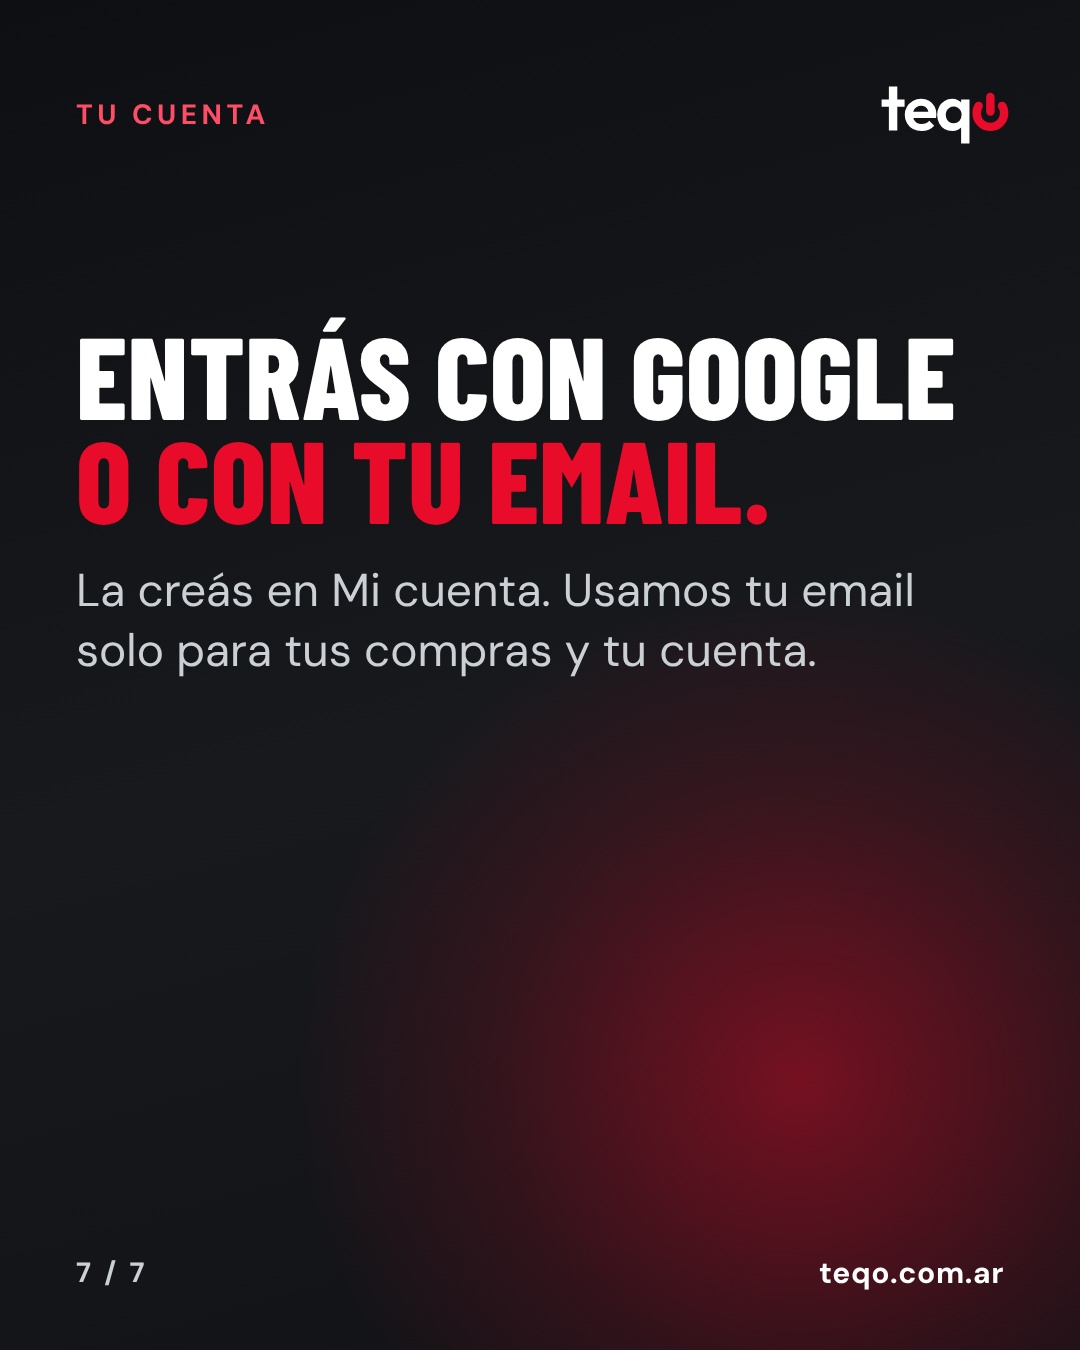 TU CUENTA
teqo
ENTRÁS CON GOOGLE
O CON TU EMAIL.
La creás en Mi cuenta. Usamos tu email
solo para tus compras y tu cuenta.
7 / 7
teqo.com.ar